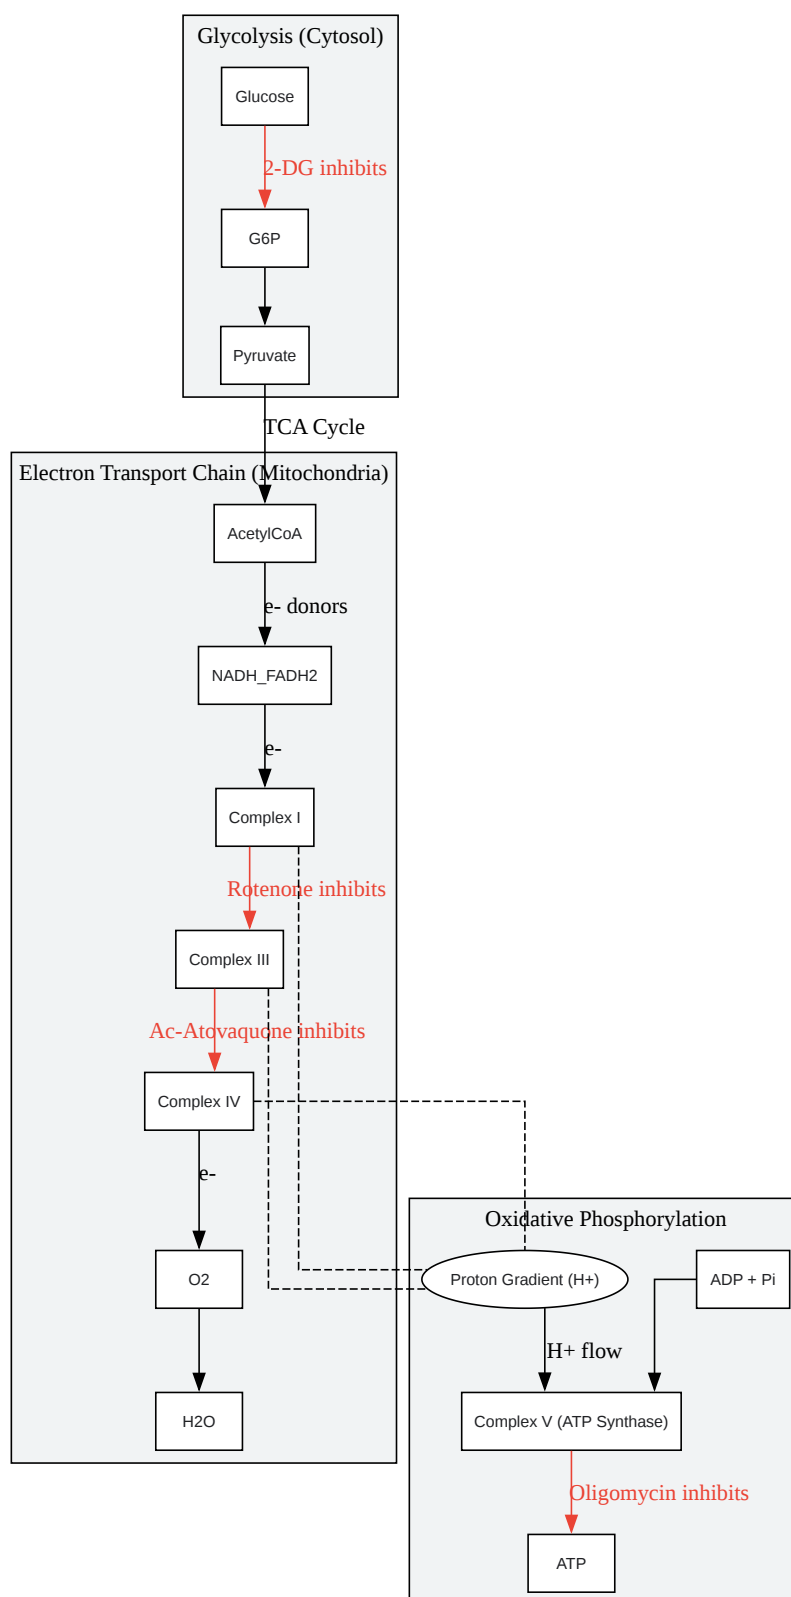 Glycolysis (Cytosol)
Glucose
2-DG inhibits
G6P
Pyruvate
TCA Cycle
Electron Transport Chain (Mitochondria)
AcetylCoA
e- donors
NADH_FADH2
e-
Complex I
Rotenone inhibits
Complex III
Ac-Atovaquone inhibits
Complex IV
e-
O2
H2O
Oxidative Phosphorylation
Proton Gradient (H+)
ADP + Pi
H+ flow
Complex V (ATP Synthase)
Oligomycin inhibits
ATP